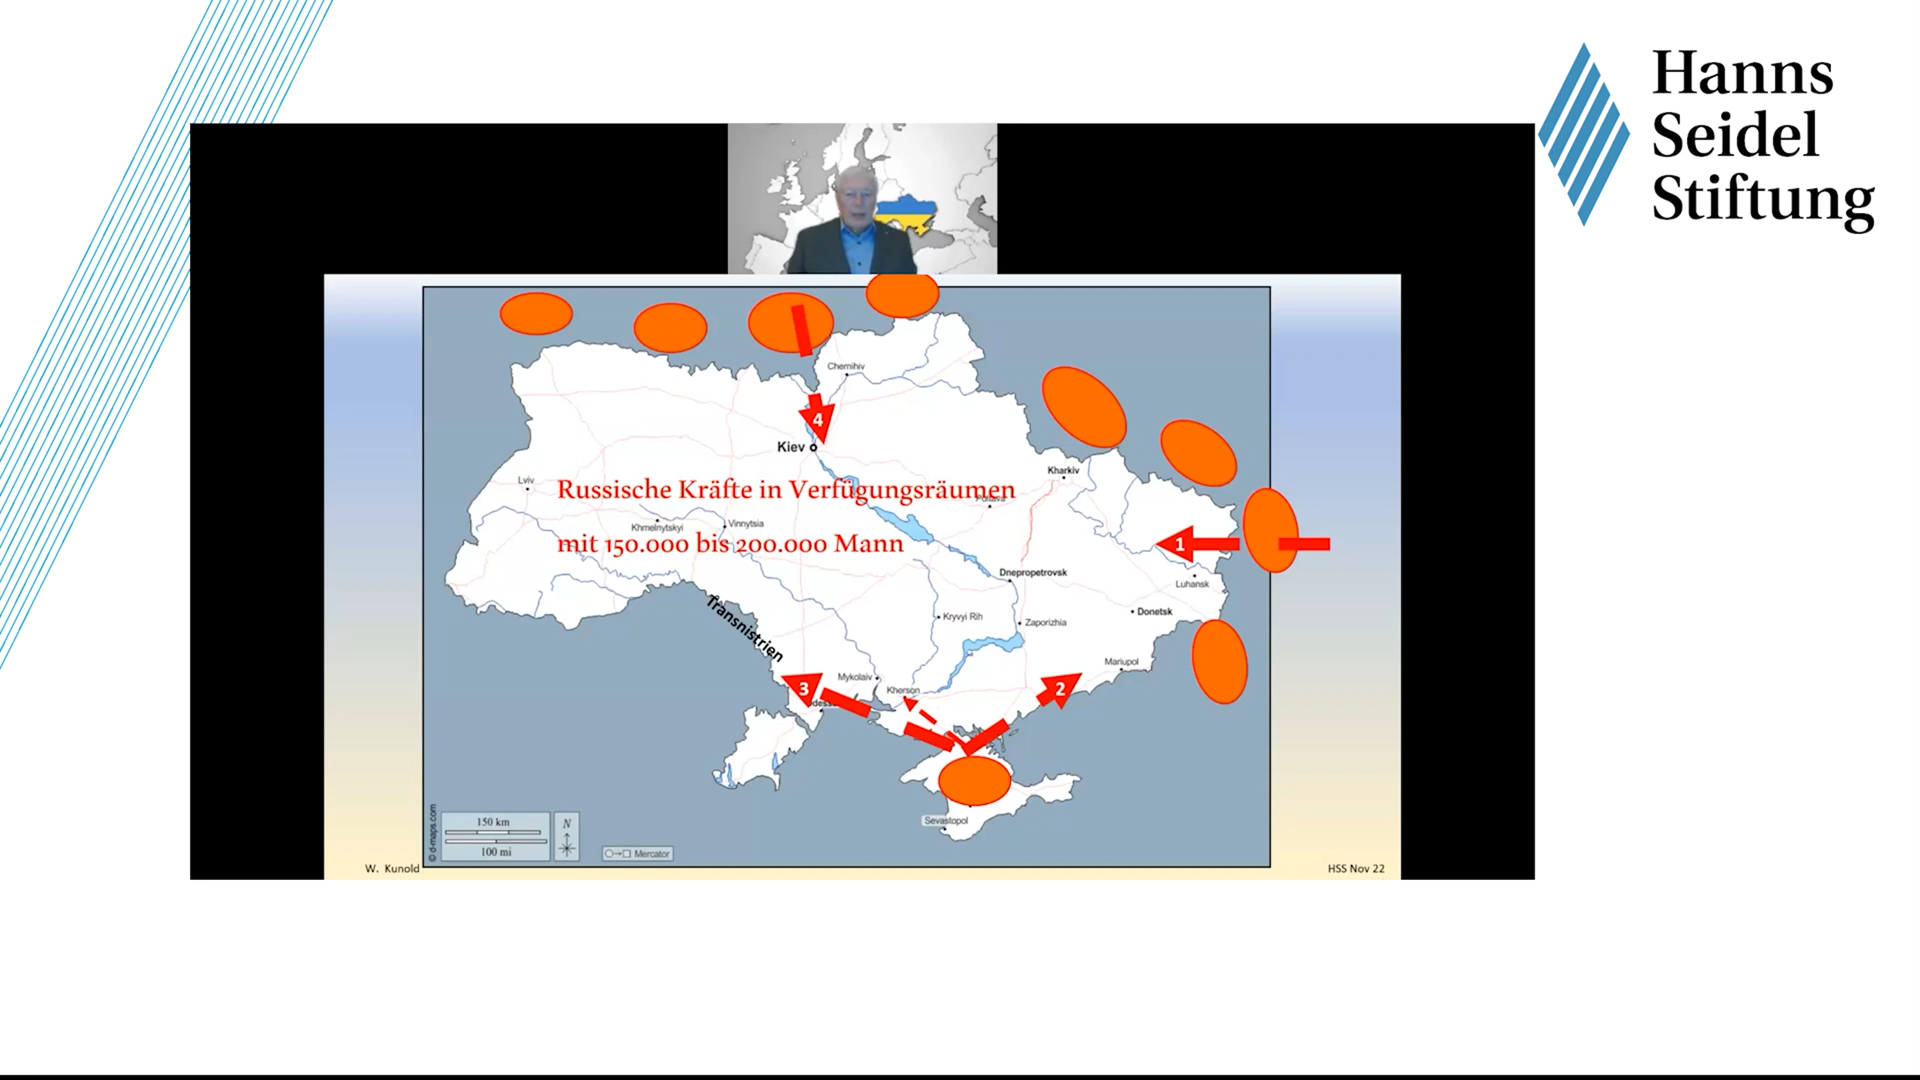 Hanns
Seidel
Stiftung
Chernihiv
4
Kiev
Kharkiv
Lviv
Russische Kräfte in Verfügungsräumen
Poltava
Khmelnytskyi
Vinnytsia
mit 150.000 bis 200.000 Mann
1
Dnepropetrovsk
Luhansk
Donetsk
Transnistrien
Kryvyi Rih
Zaporizhia
Mariupol
Mykolaiv
3
Kherson
2
Sevastopol
© d-maps.com
150 km
100 mi
N
Mercator
W. Kunold
HSS Nov 22